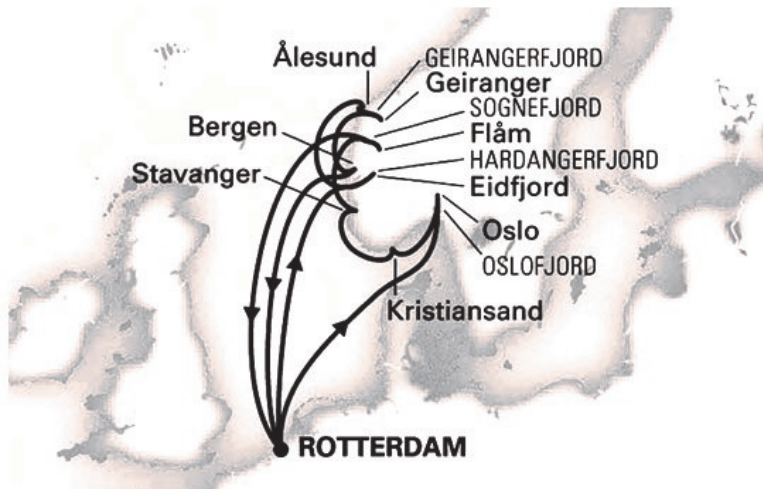 Ålesund
GEIRANGERFJORD
Geiranger
SOGNEFJORD
Bergen
Flåm
HARDANGERFJORD
Stavanger
Eidfjord
Oslo
OSLOFJORD
Kristiansand
ROTTERDAM